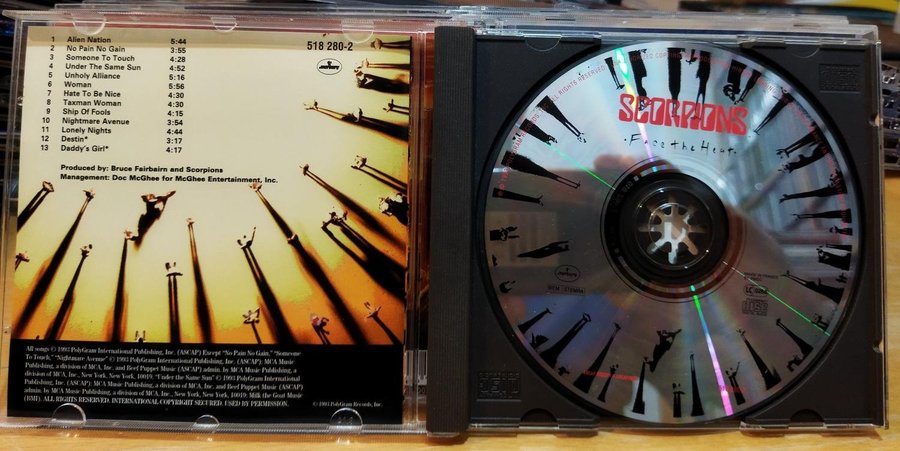 1 Alien Nation 5:44
2 No Pain No Gain 3:55
3 Someone To Touch 4:28
4 Under The Same Sun 4:52
5 Unholy Alliance 5:16
6 Woman 5:56
7 Hate To Be Nice 4:30
8 Taxman Woman 4:30
9 Ship Of Fools 4:15
10 Nightmare Avenue 3:54
11 Lonely Nights 4:44
12 Destin* 3:17
13 Daddy's Girl* 4:17
518 280-2
Produced by: Bruce Fairbairn and Scorpions
Management: Doc McGhee for McGhee Entertainment, Inc.
All songs © 1993 PolyGram International Publishing, Inc. (ASCAP) Except "No Pain No Gain," "Someone
To Touch," "Nightmare Avenue" © 1993 PolyGram International Publishing, Inc. (ASCAP); MCA Music
Publishing, a division of MCA, Inc. and Beef Puppet Music (ASCAP) admin. by MCA Music Publishing, a
division of MCA, Inc., New York, New York, 10019. "Under the Same Sun" © 1993 PolyGram International
Publishing, Inc. (ASCAP); MCA Music Publishing, a division of MCA, Inc. and Beef Puppet Music (ASCAP)
admin. by MCA Music Publishing, a division of MCA, Inc., New York, New York, 10019; Milk the Goat Music
(BMI). ALL RIGHTS RESERVED. INTERNATIONAL COPYRIGHT SECURED. USED BY PERMISSION.
© 1993 PolyGram Records, Inc.
SCORPIONS
Face the Heat
ALL RIGHTS RESERVED
MADE IN FRANCE
LC